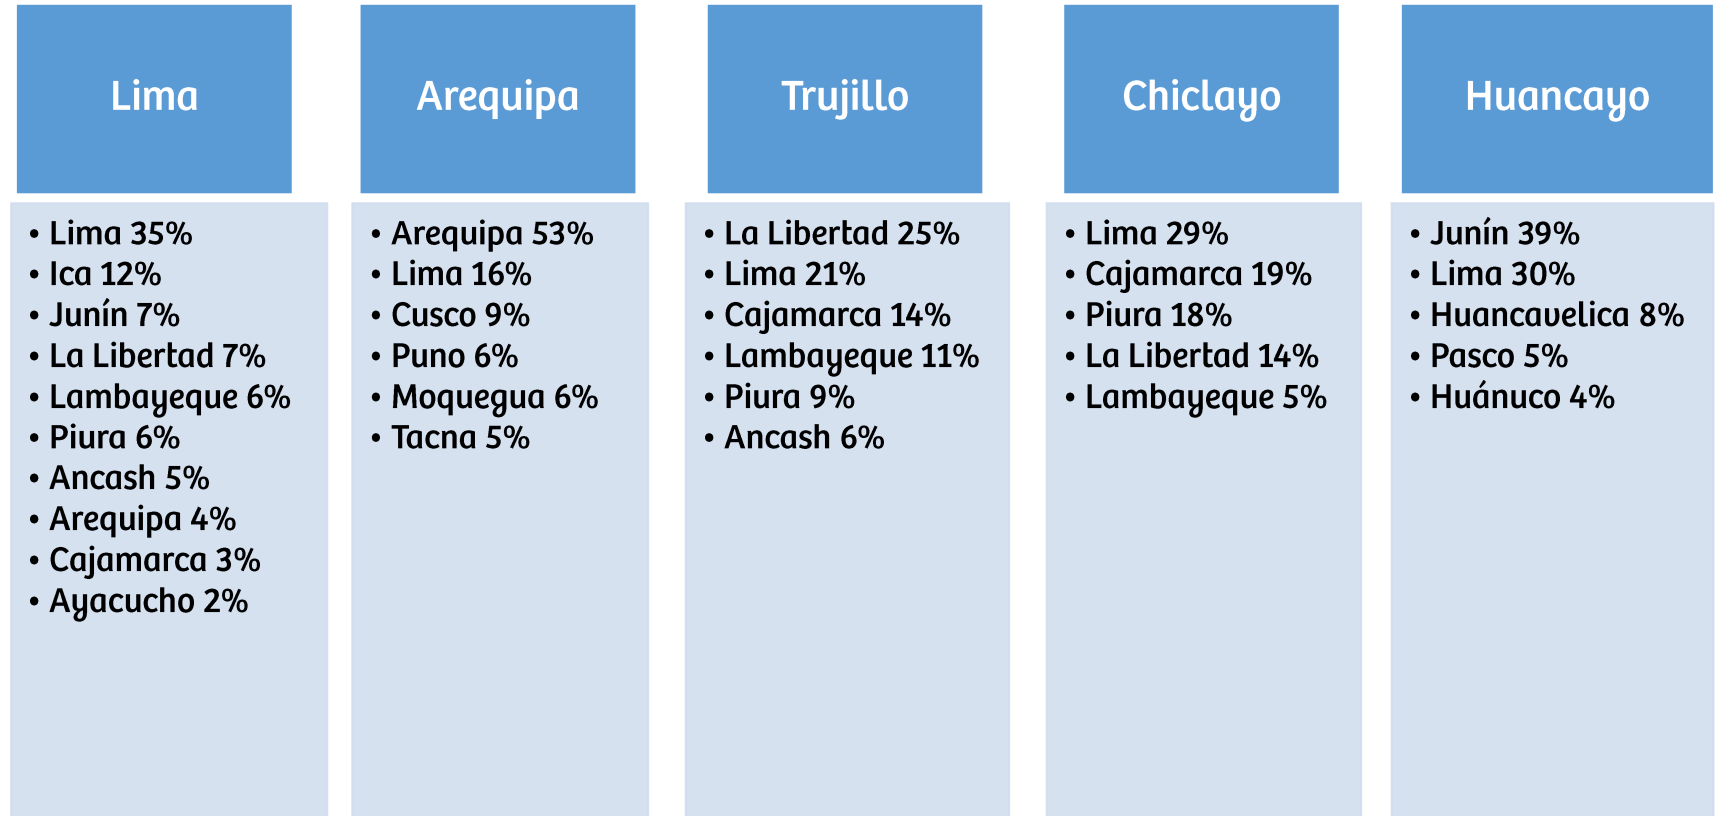 Lima
• Lima 35%
• Ica 12%
• Junín 7%
• La Libertad 7%
• Lambayeque 6%
• Piura 6%
• Ancash 5%
• Arequipa 4%
• Cajamarca 3%
• Ayacucho 2%
Arequipa
• Arequipa 53%
• Lima 16%
• Cusco 9%
• Puno 6%
• Moquegua 6%
• Tacna 5%
Trujillo
• La Libertad 25%
• Lima 21%
• Cajamarca 14%
• Lambayeque 11%
• Piura 9%
• Ancash 6%
Chiclayo
• Lima 29%
• Cajamarca 19%
• Piura 18%
• La Libertad 14%
• Lambayeque 5%
Huancayo
• Junín 39%
• Lima 30%
• Huancavelica 8%
• Pasco 5%
• Huánuco 4%